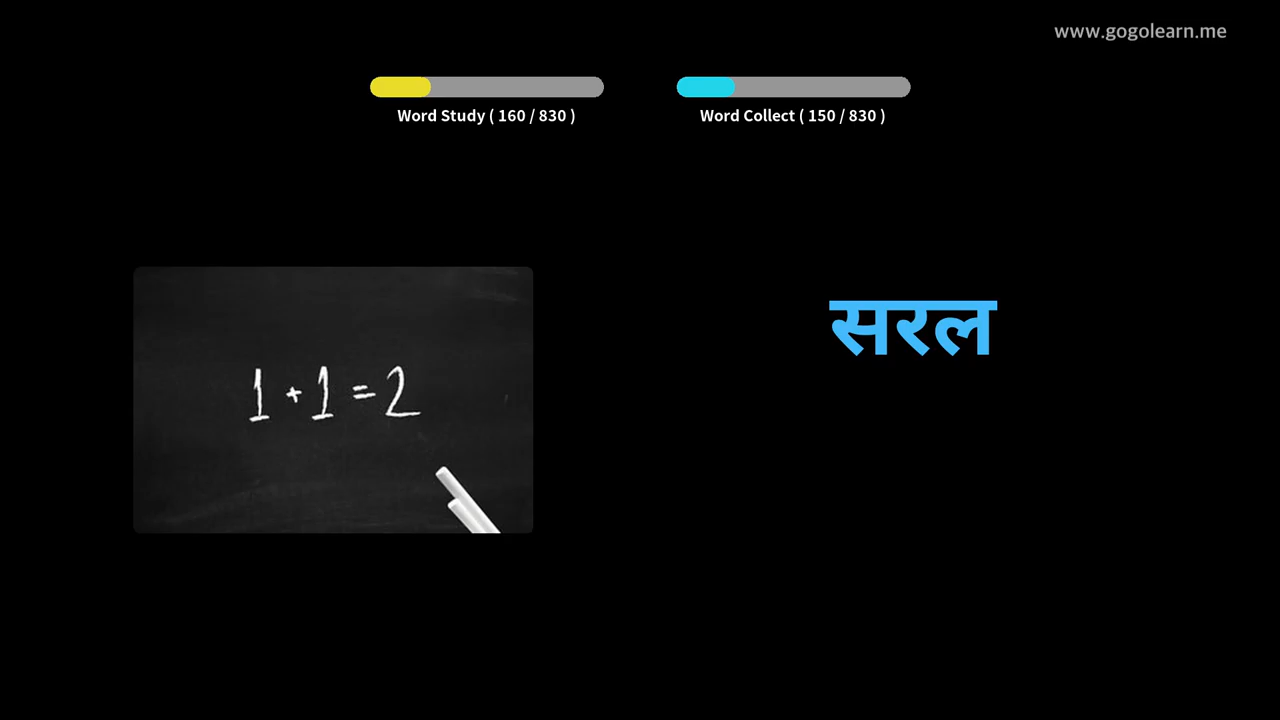 www.gogolearn.me
Word Study ( 160 / 830 )
Word Collect ( 150 / 830 )
1 + 1 = 2
सरल